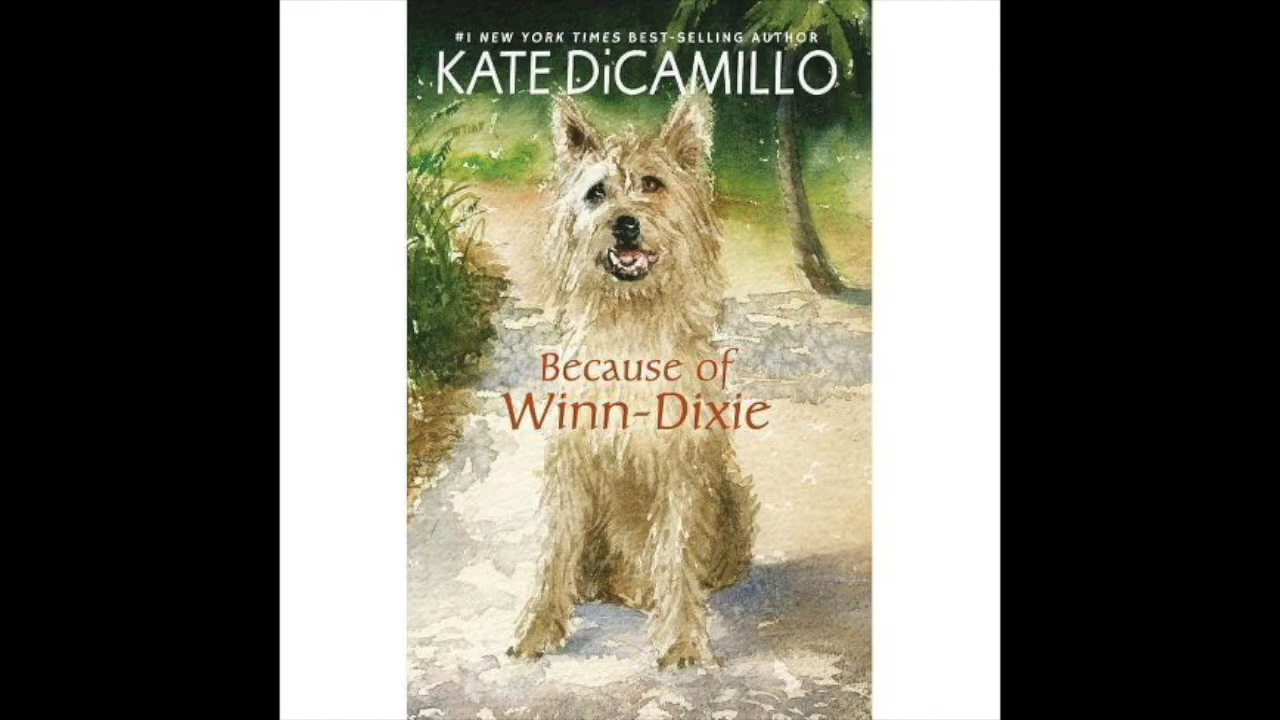 #1 NEW YORK TIMES BEST-SELLING AUTHOR
KATE DiCAMILLO
Because of
Winn-Dixie